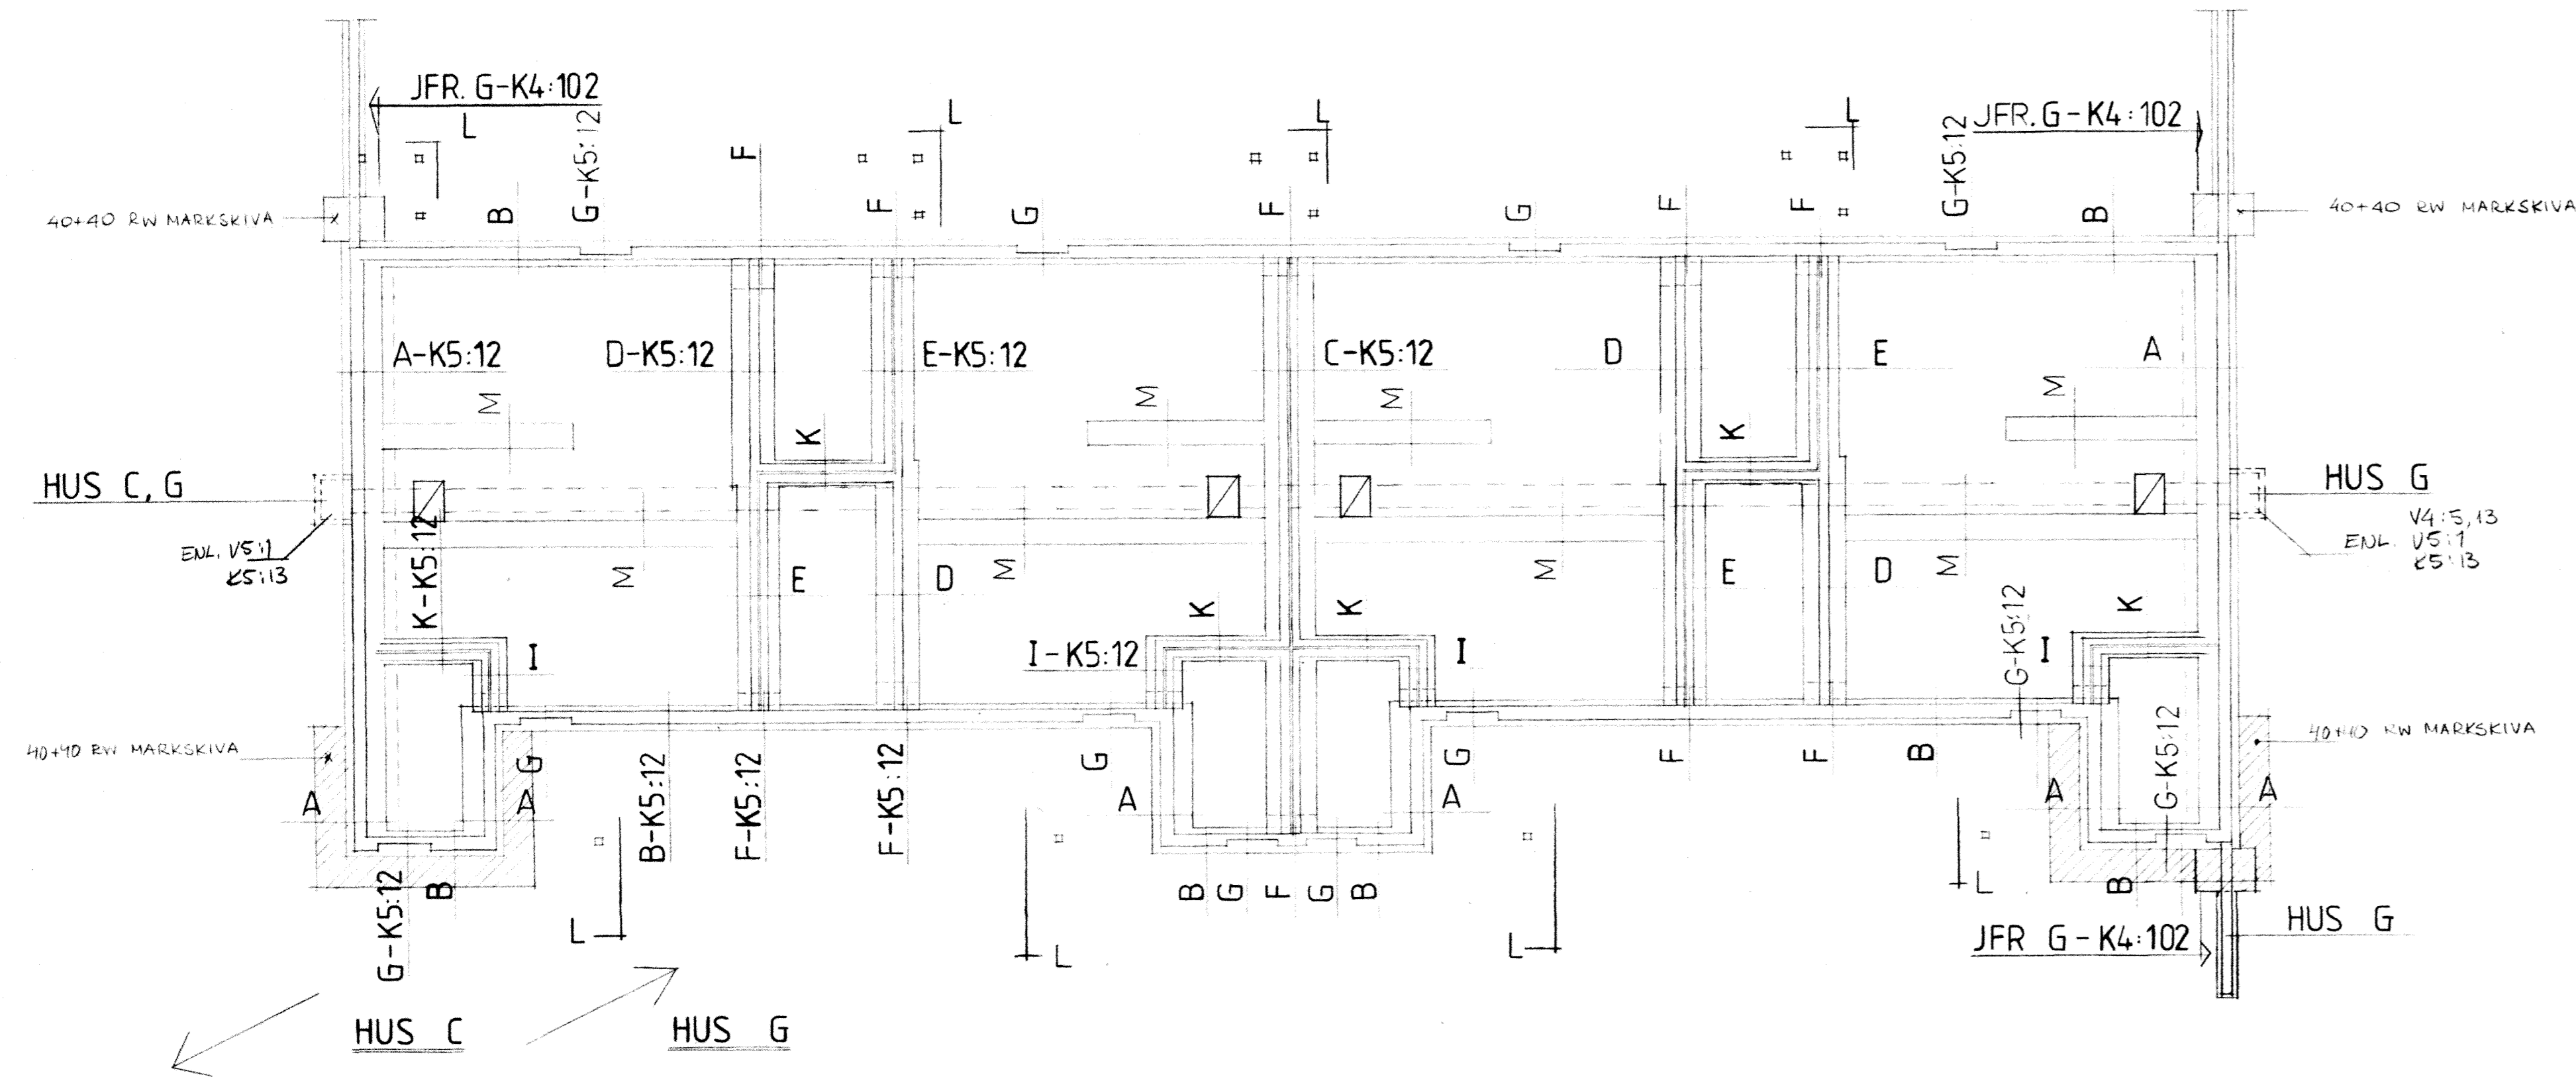 JFR. G-K4:102
L
L
L
L
JFR. G-K4:102
G-K5:12
G-K5:12
F
40+40 RW MARKSKIVA
B
F
G
F
G
F
F
B
40+40 RW MARKSKIVA
A-K5:12
D-K5:12
E-K5:12
C-K5:12
D
E
A
M
M
M
M
K
K
HUS C, G
HUS G
ENL. V5:1
K5:13
V4:5,13
ENL. V5:1
K5:13
K-K5:12
M
E
D
M
M
E
D
M
K
K
K
G-K5:12
I
I-K5:12
I
I
40+40 RW MARKSKIVA
G
B-K5:12
F-K5:12
F-K5:12
G
G
F
F
B
G-K5:12
40+40 RW MARKSKIVA
A
A
A
A
A
A
G-K5:12
B
B
G
F
G
B
B
L
L
L
L
HUS G
JFR G-K4:102
HUS C
HUS G